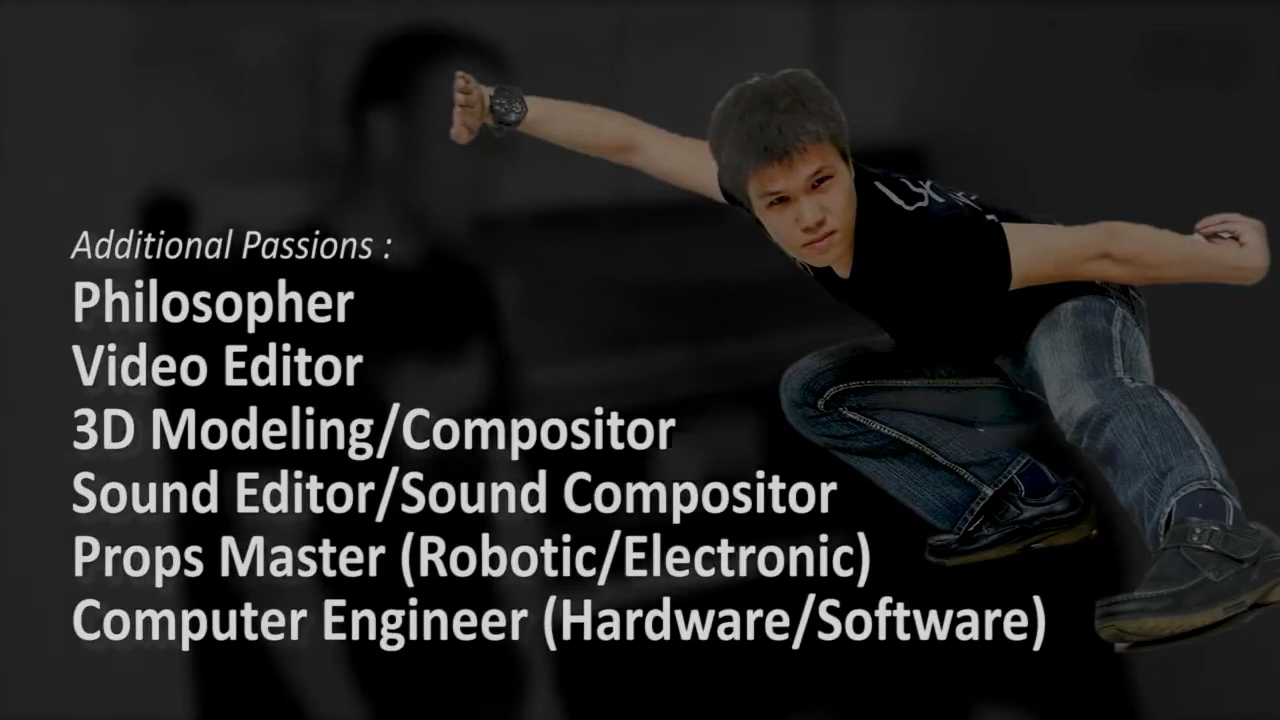 Additional Passions :
Philosopher
Video Editor
3D Modeling/Compositor
Sound Editor/Sound Compositor
Props Master (Robotic/Electronic)
Computer Engineer (Hardware/Software)